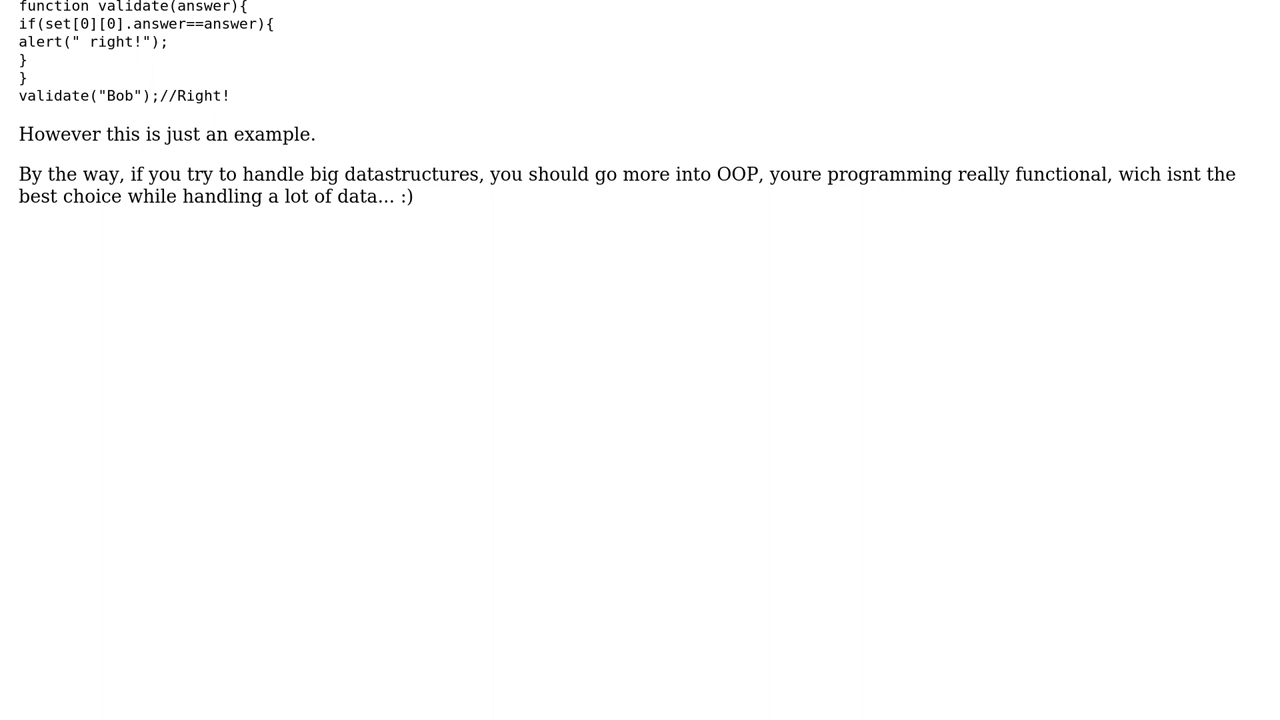 function validate(answer){
if(set[0][0].answer==answer){
alert(" right!");
}
}
validate("Bob");//Right!
However this is just an example.
By the way, if you try to handle big datastructures, you should go more into OOP, youre programming really functional, wich isnt the
best choice while handling a lot of data... :)